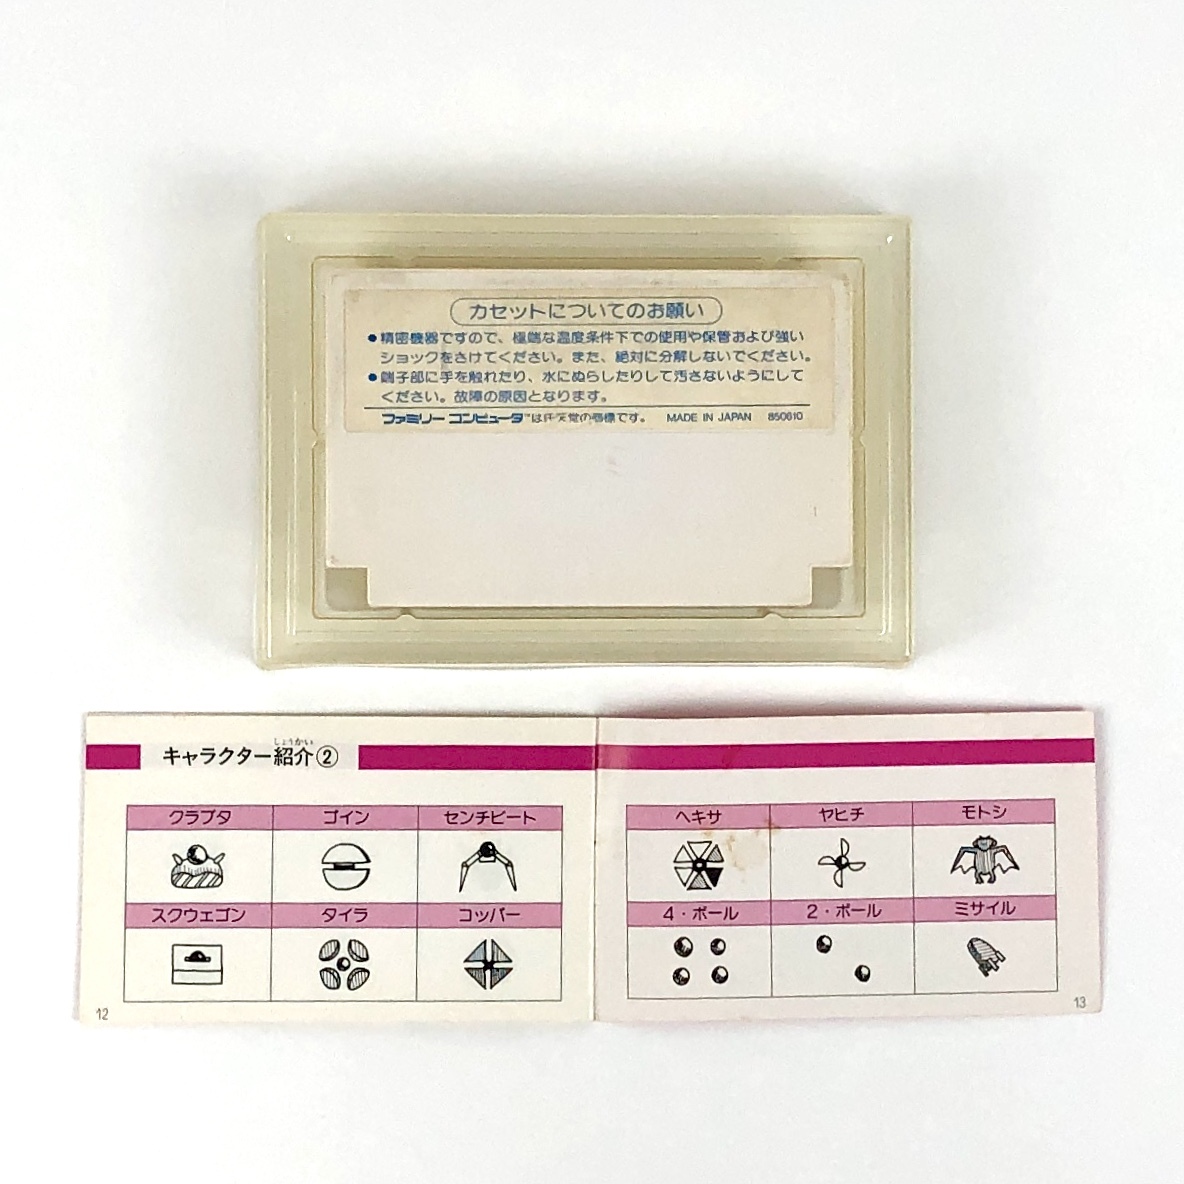 カセットについてのお願い
●精密機器ですので、極端な温度条件下での使用や保管および強い
ショックをさけてください。また、絶対に分解しないでください。
●端子部に手を触れたり、水にぬらしたりして汚さないようにして
ください。故障の原因となります。
ファミリーコンピュータ™は任天堂の商標です。 MADE IN JAPAN 850610
しょうかい
キャラクター紹介②
クラプタ ゴイン センチピート
スクウェゴン タイラ コッパー
12
ヘキサ ヤヒチ モトシ
4・ボール 2・ボール ミサイル
13